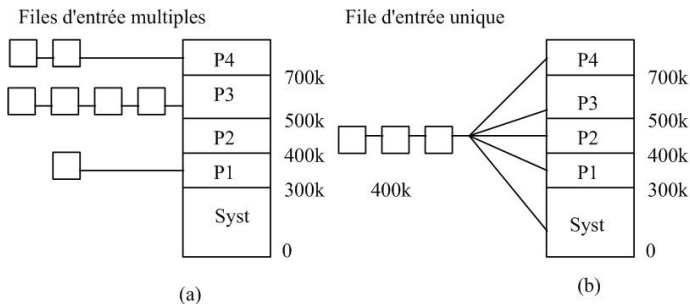 Files d'entrée multiples
P4
700k
P3
500k
P2
400k
P1
300k
Syst
0
(a)
File d'entrée unique
P4
700k
P3
500k
P2
400k
P1
300k
400k
Syst
0
(b)